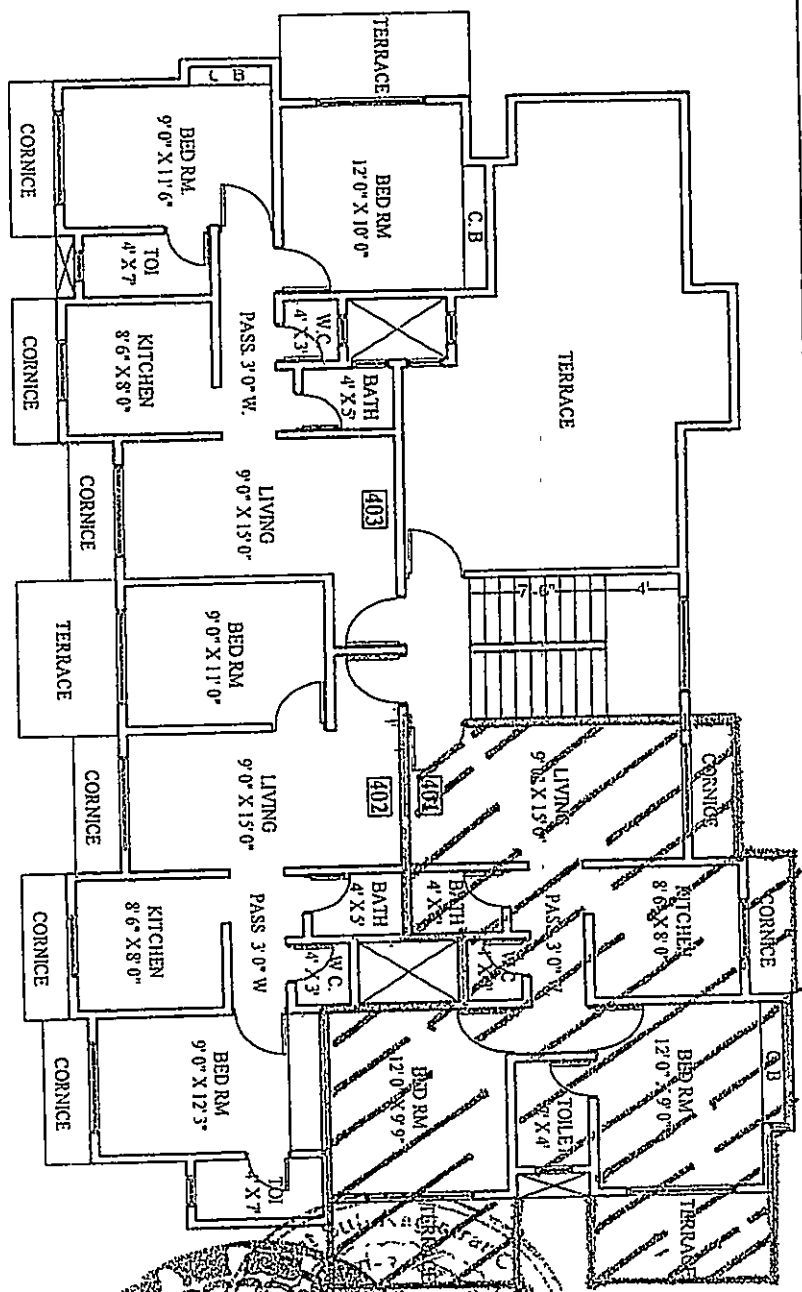 TERRACE
C B
BED RM.
9'0" X 11'6"
CORNICE
BED RM
12'0" X 10'0"
C. B
TOI
4' X 7'
W.C.
4' X 3'
PASS. 3'0" W.
KITCHEN
8'6" X 8'0"
CORNICE
BATH
4' X 5'
TERRACE
LIVING
9'0" X 15'0"
403
CORNICE
BED RM
9'0" X 11'0"
TERRACE
4'
LIVING
9'0" X 15'0"
402
CORNICE
401
LIVING
CORNICE
BATH
4' X 5'
KITCHEN
8'6" X 8'0"
CORNICE
PASS 3'0" W
W.C.
4' X 3'
BATH
KITCHEN
8'6" X 8'0"
CORNICE
BED RM
9'0" X 12'3"
CORNICE
TOI
4' X 7'
BED RM
12'0" X 9'9"
TOILET
BED RM
12'0" X 9'0"
TERRACE
TERRACE